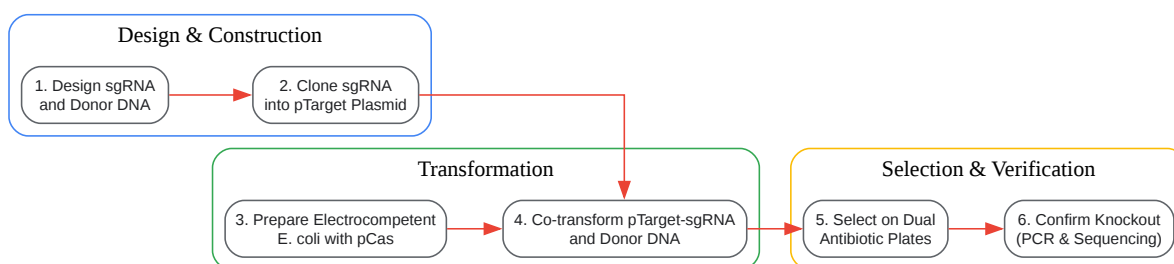 Design & Construction
1. Design sgRNA
and Donor DNA
2. Clone sgRNA
into pTarget Plasmid
Transformation
3. Prepare Electrocompetent
E. coli with pCas
4. Co-transform pTarget-sgRNA
and Donor DNA
Selection & Verification
5. Select on Dual
Antibiotic Plates
6. Confirm Knockout
(PCR & Sequencing)